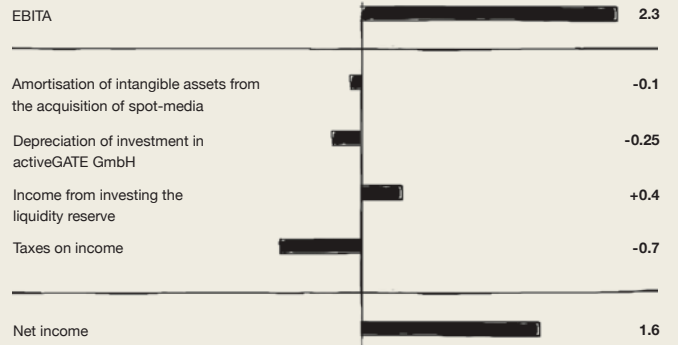 EBITA 2.3
Amortisation of intangible assets from
the acquisition of spot-media -0.1
Depreciation of investment in
activeGATE GmbH -0.25
Income from investing the
liquidity reserve +0.4
Taxes on income -0.7
Net income 1.6